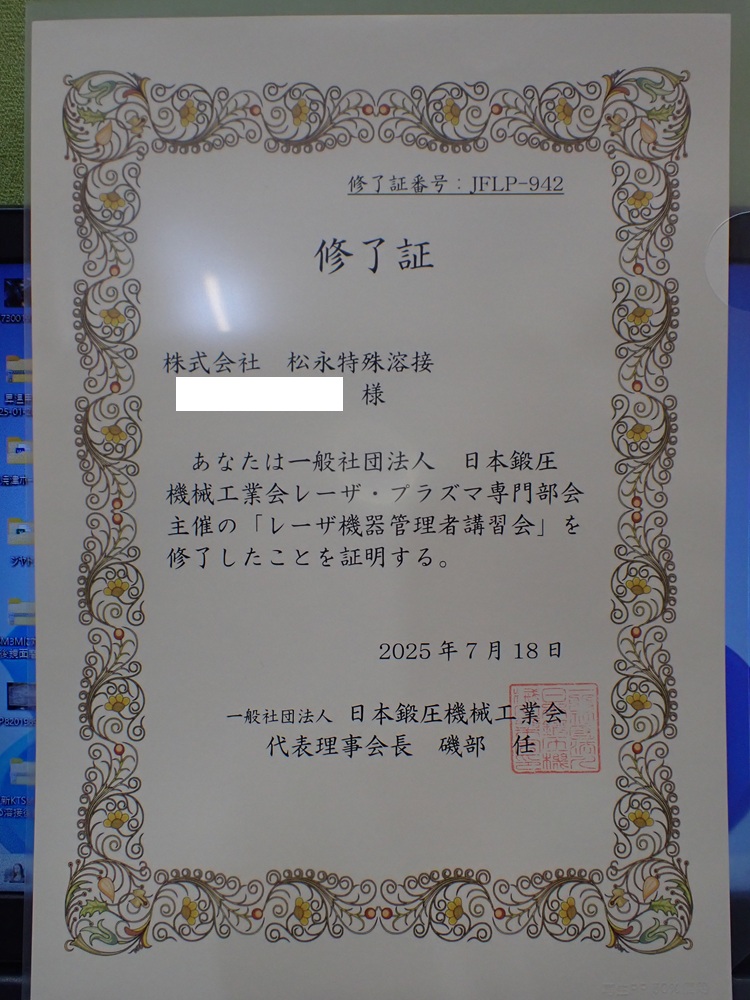 修了証番号：JFLP-942
修了証
株式会社　松永特殊溶接
様
あなたは一般社団法人　日本鍛圧
機械工業会レーザ・プラズマ専門部会
主催の「レーザ機器管理者講習会」を
修了したことを証明する。
2025年7月18日
一般社団法人 日本鍛圧機械工業会
代表理事会長　磯部　任